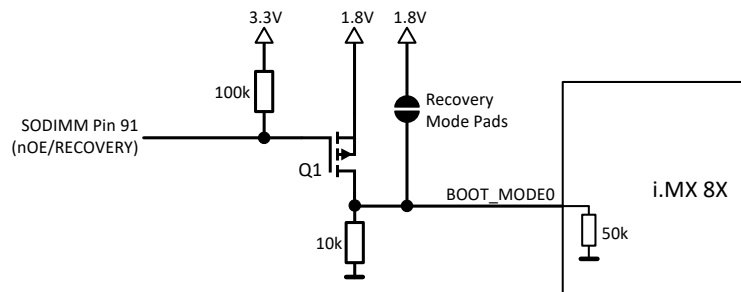 3.3V
1.8V
1.8V
100k
Recovery
Mode Pads
SODIMM Pin 91
(nOE/RECOVERY)
Q1
BOOT_MODE0
i.MX 8X
10k
50k